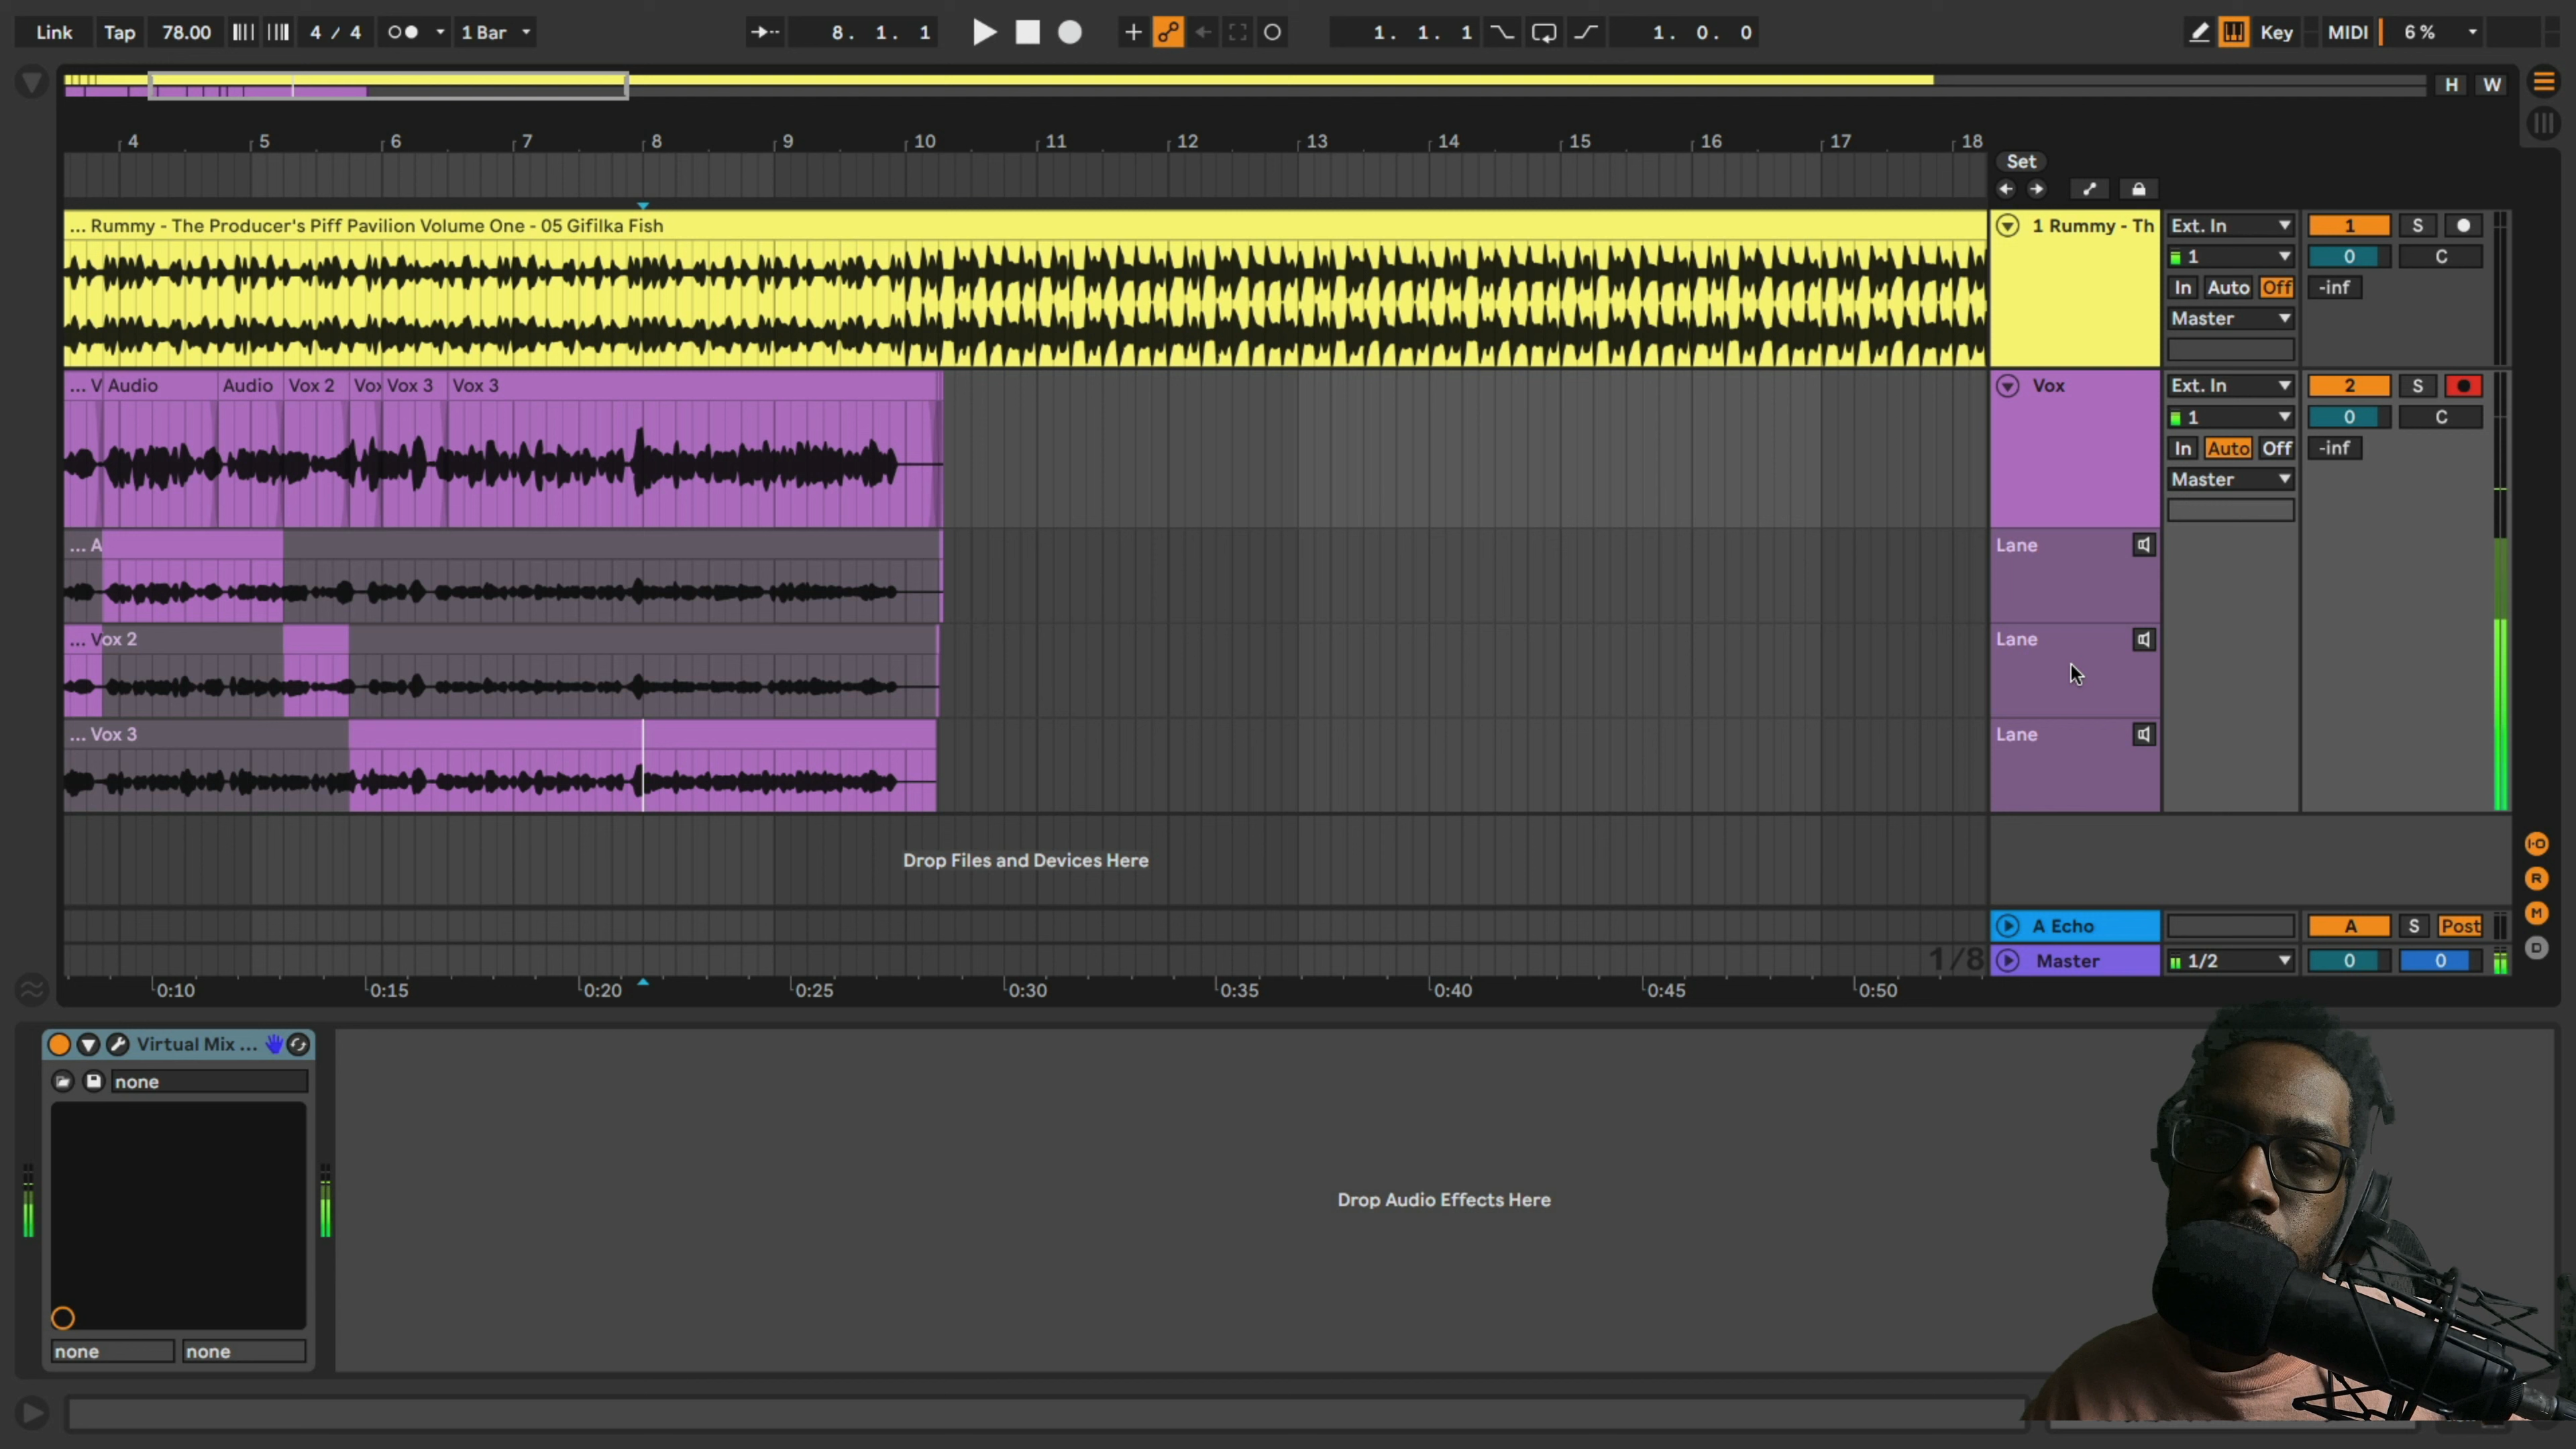 Link Tap 78.00 4 / 4 1 Bar 8. 1. 1 1. 1. 1 1. 0. 0 Key MIDI 6 %
H W
4 5 6 7 8 9 10 11 12 13 14 15 16 17 18
Set
... Rummy - The Producer's Piff Pavilion Volume One - 05 Gifilka Fish 1 Rummy - Th Ext. In 1 S
1 0 C
In Auto Off -inf
Master
... V Audio Audio Vox 2 Vox Vox 3 Vox 3 Vox Ext. In 2 S
1 0 C
In Auto Off -inf
Master
... A Lane
... Vox 2 Lane
... Vox 3 Lane
Drop Files and Devices Here
I·O
R
A Echo A S Post M
1/8 Master 1/2 0 0 D
0:10 0:15 0:20 0:25 0:30 0:35 0:40 0:45 0:50
Virtual Mix ...
none
Drop Audio Effects Here
none none